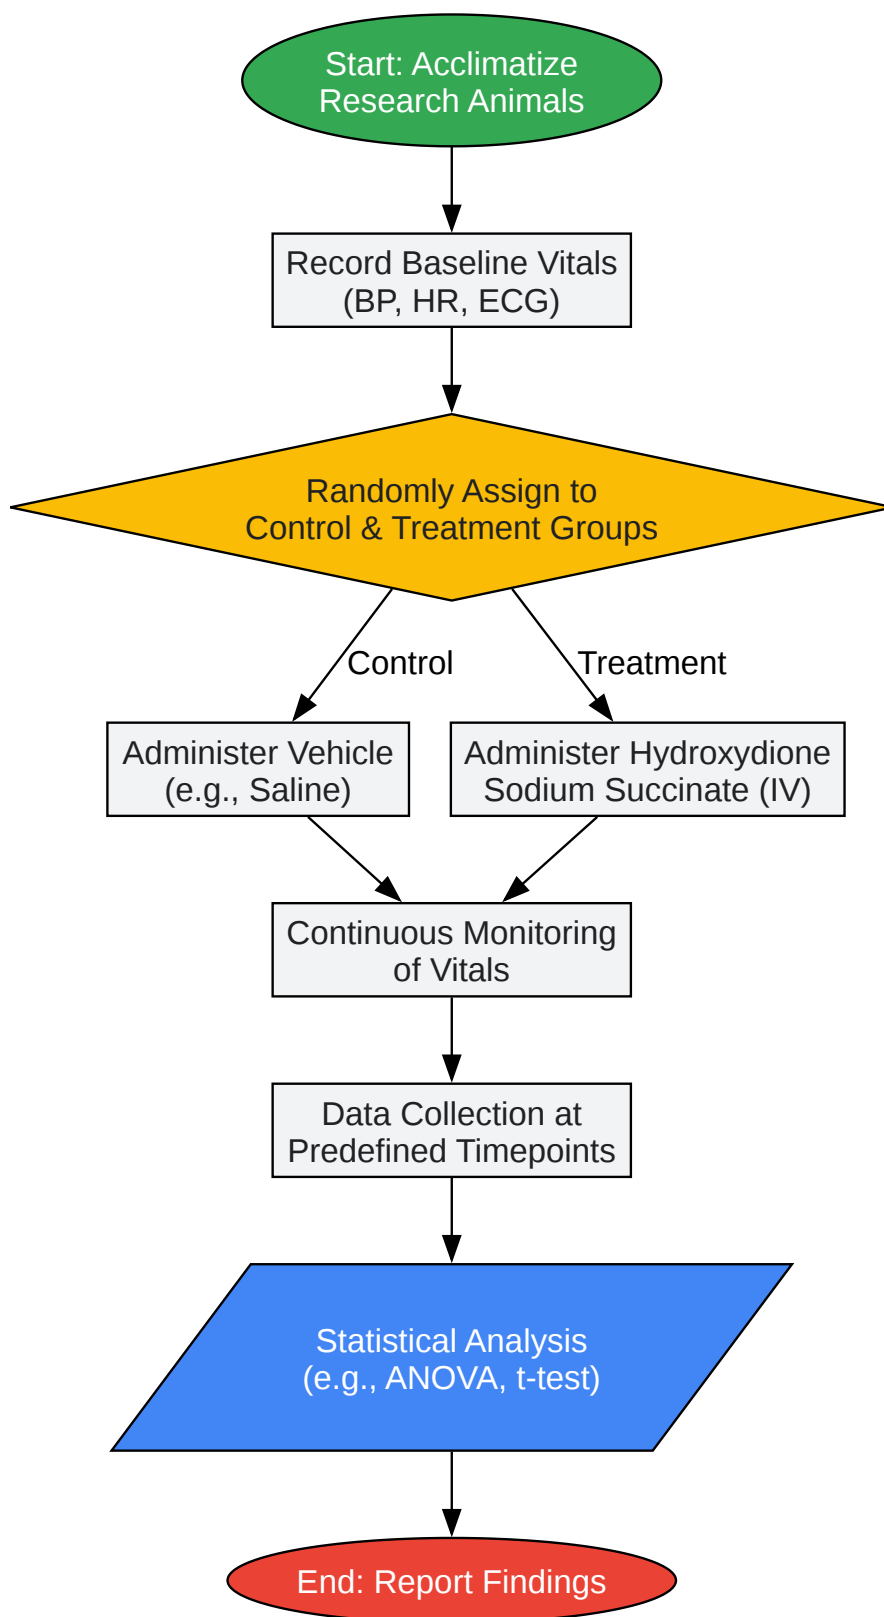 Start: Acclimatize
Research Animals
Record Baseline Vitals
(BP, HR, ECG)
Randomly Assign to
Control & Treatment Groups
Control
Treatment
Administer Vehicle
(e.g., Saline)
Administer Hydroxydione
Sodium Succinate (IV)
Continuous Monitoring
of Vitals
Data Collection at
Predefined Timepoints
Statistical Analysis
(e.g., ANOVA, t-test)
End: Report Findings